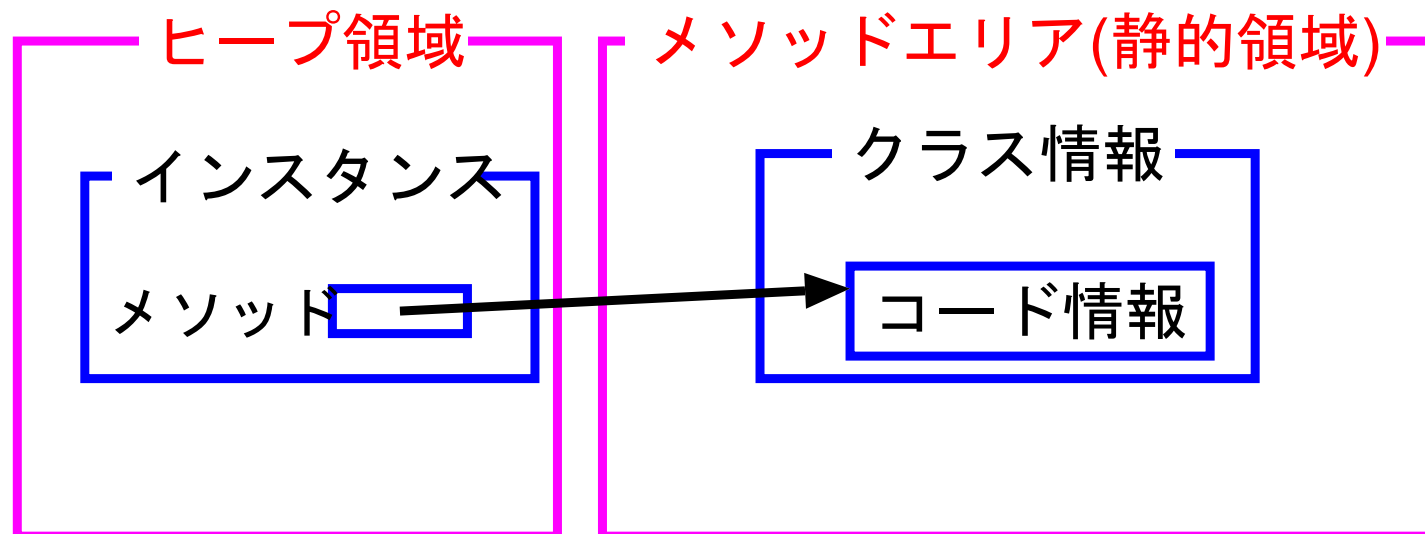 ヒープ領域
メソッドエリア(静的領域)
インスタンス
クラス情報
メソッド
コード情報